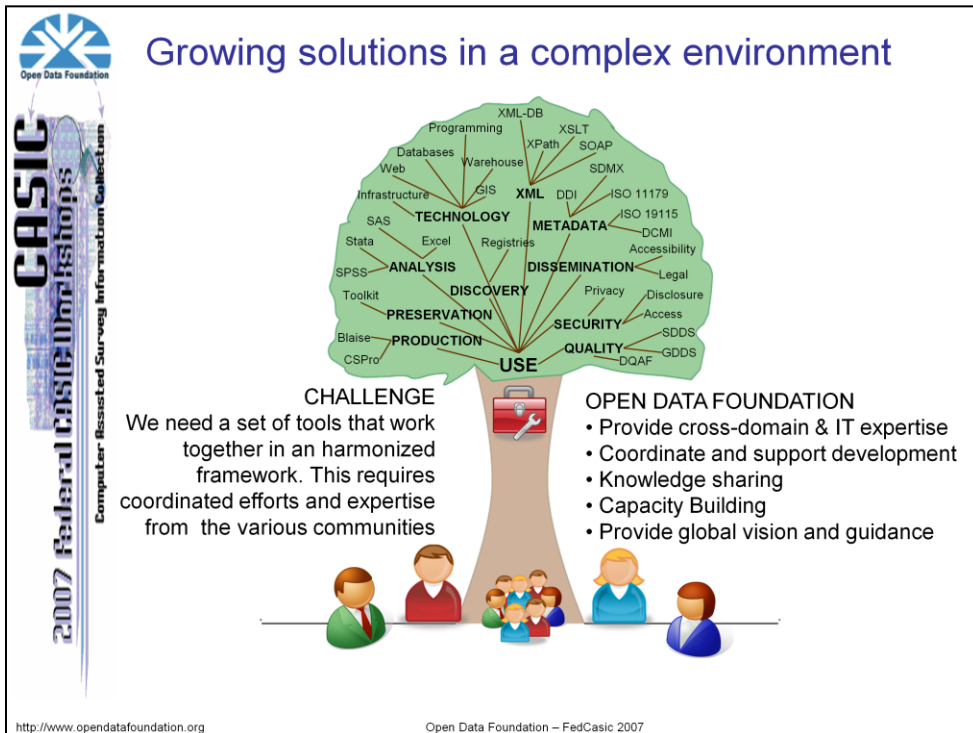 Open Data Foundation
Growing solutions in a complex environment
2007 Federal CASIC Workshops
Computer Assisted Survey Information Collection
XML-DB
Programming
XSLT
XPath
SOAP
Databases
Warehouse
Web
SDMX
Infrastructure
GIS
XML
DDI
ISO 11179
TECHNOLOGY
ISO 19115
SAS
METADATA
DCMI
Stata
Excel
Registries
Accessibility
SPSS
ANALYSIS
DISSEMINATION
Legal
DISCOVERY
Privacy
Toolkit
Disclosure
PRESERVATION
SECURITY
Access
Blaise
PRODUCTION
SDDS
QUALITY
CSPro
USE
DQAF
GDDS
CHALLENGE
We need a set of tools that work
together in an harmonized
framework. This requires
coordinated efforts and expertise
from the various communities
OPEN DATA FOUNDATION
• Provide cross-domain & IT expertise
• Coordinate and support development
• Knowledge sharing
• Capacity Building
• Provide global vision and guidance
http://www.opendatafoundation.org
Open Data Foundation – FedCasic 2007